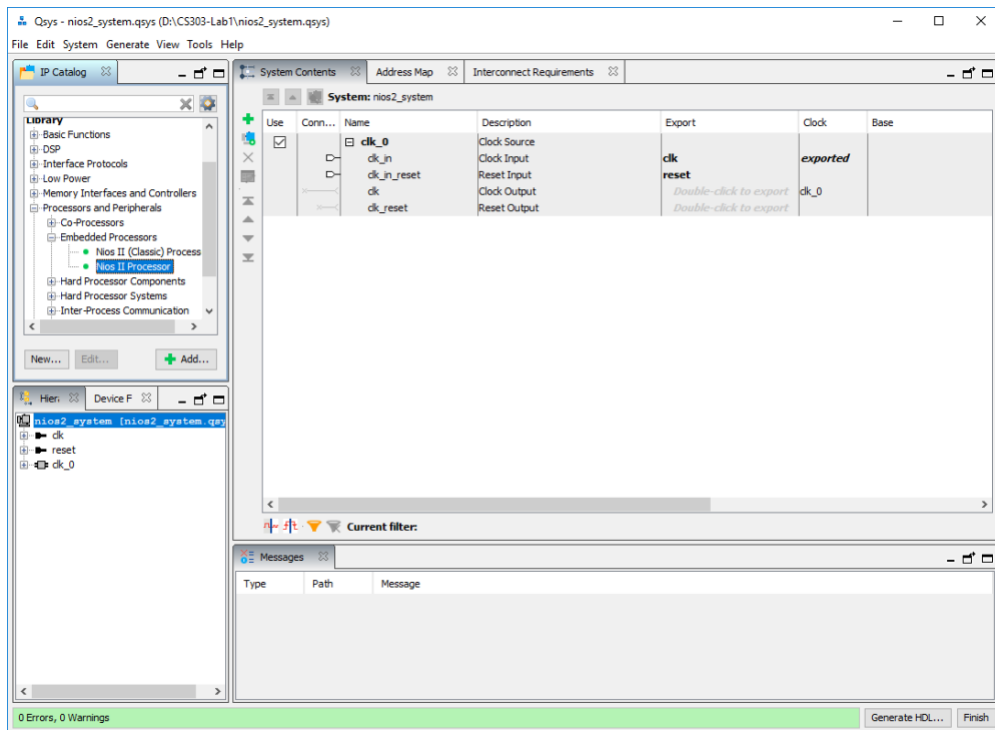 Qsys - nios2_system.qsys (D:\CS303-Lab1\nios2_system.qsys)
File Edit System Generate View Tools Help
IP Catalog
Library
Basic Functions
DSP
Interface Protocols
Low Power
Memory Interfaces and Controllers
Processors and Peripherals
Co-Processors
Embedded Processors
Nios II (Classic) Process
Nios II Processor
Hard Processor Components
Hard Processor Systems
Inter-Process Communication
New... Edit... Add...
Hier. Device F
nios2_system [nios2_system.qsy
clk
reset
clk_0
System Contents Address Map Interconnect Requirements
System: nios2_system
Use Conn... Name Description Export Clock Base
clk_0 Clock Source
clk_in Clock Input clk exported
clk_in_reset Reset Input reset
clk Clock Output Double-click to export clk_0
clk_reset Reset Output Double-click to export
Current filter:
Messages
Type Path Message
0 Errors, 0 Warnings
Generate HDL... Finish